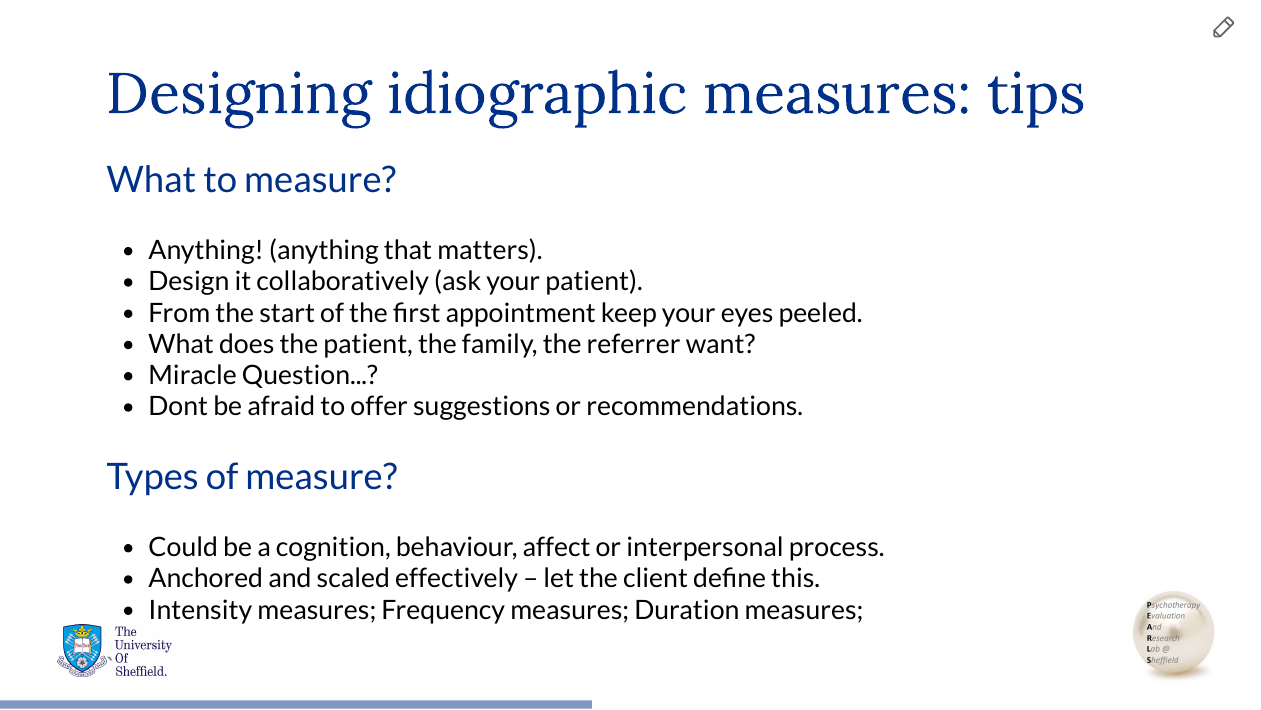 Designing idiographic measures: tips
What to measure?
• Anything! (anything that matters).
• Design it collaboratively (ask your patient).
• From the start of the first appointment keep your eyes peeled.
• What does the patient, the family, the referrer want?
• Miracle Question...?
• Dont be afraid to offer suggestions or recommendations.
Types of measure?
• Could be a cognition, behaviour, affect or interpersonal process.
• Anchored and scaled effectively – let the client define this.
• Intensity measures; Frequency measures; Duration measures;
The
University
Of
Sheffield.
Psychotherapy
Evaluation
And
Research
Lab @
Sheffield